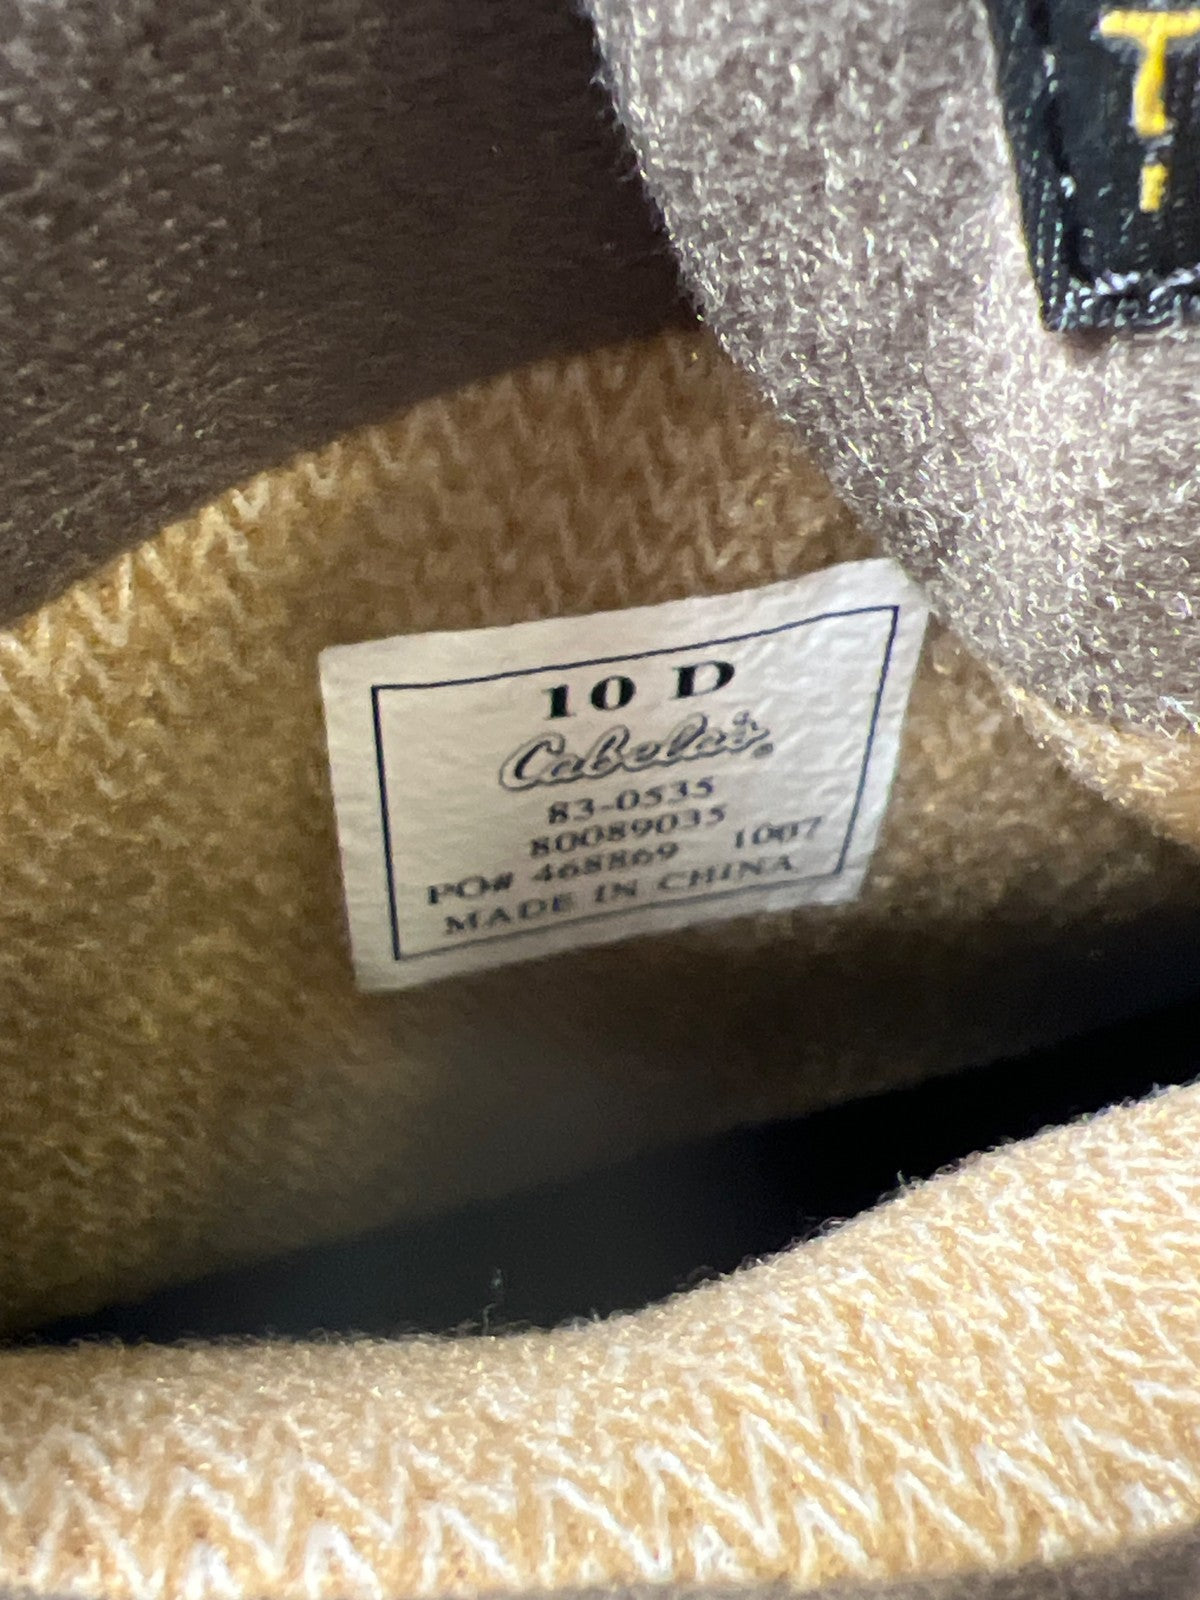 T
10 D
Cabela's®
83-0535
80089035
PO# 468869 1007
MADE IN CHINA